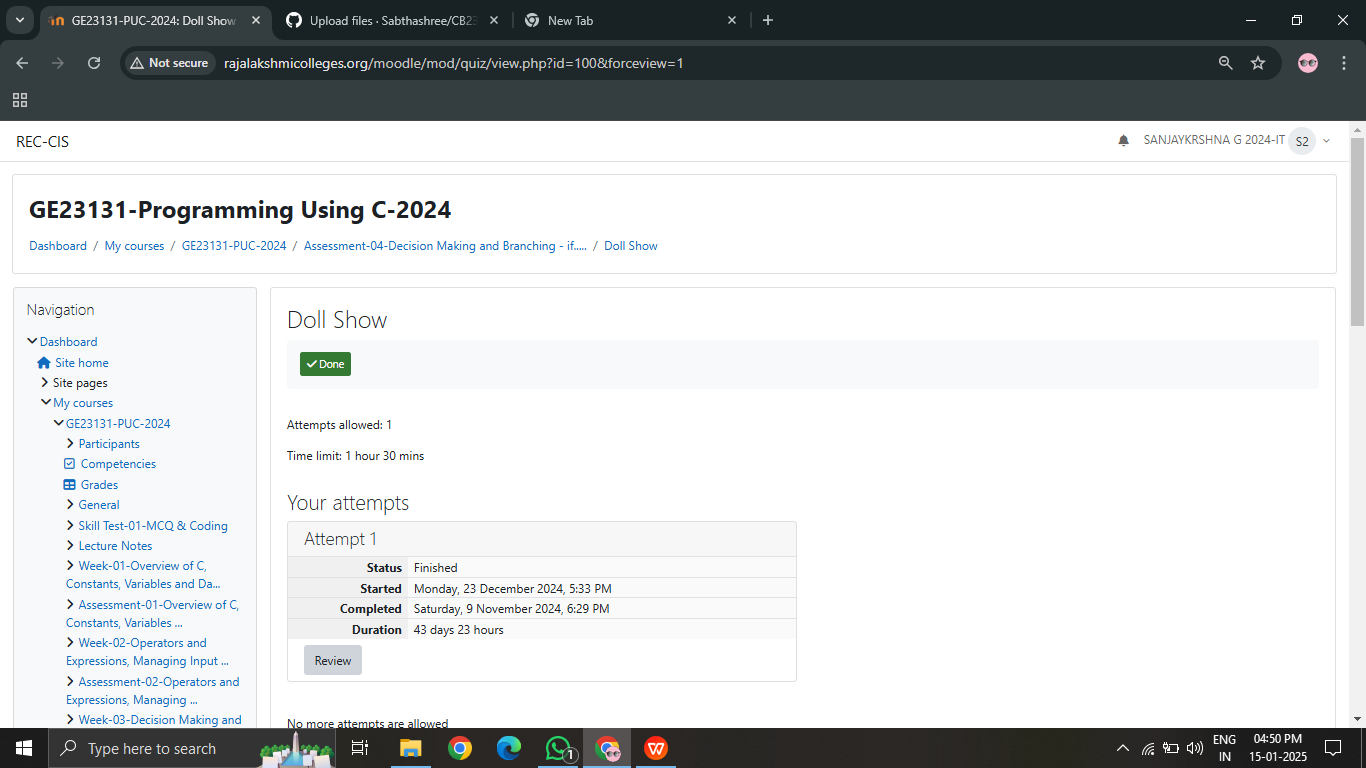 GE23131-PUC-2024: Doll Show
Upload files · Sabthashree/CB23
New Tab
Not secure
rajalakshmicolleges.org/moodle/mod/quiz/view.php?id=100&forceview=1
REC-CIS
SANJAYKRSHNA G 2024-IT
S2
GE23131-Programming Using C-2024
Dashboard / My courses / GE23131-PUC-2024 / Assessment-04-Decision Making and Branching - if..... / Doll Show
Navigation
Dashboard
Site home
Site pages
My courses
GE23131-PUC-2024
Participants
Competencies
Grades
General
Skill Test-01-MCQ & Coding
Lecture Notes
Week-01-Overview of C,
Constants, Variables and Da...
Assessment-01-Overview of C,
Constants, Variables ...
Week-02-Operators and
Expressions, Managing Input ...
Assessment-02-Operators and
Expressions, Managing ...
Week-03-Decision Making and
Doll Show
Done
Attempts allowed: 1
Time limit: 1 hour 30 mins
Your attempts
Attempt 1
Status Finished
Started Monday, 23 December 2024, 5:33 PM
Completed Saturday, 9 November 2024, 6:29 PM
Duration 43 days 23 hours
Review
No more attempts are allowed
Type here to search
1
W
ENG
IN
04:50 PM
15-01-2025